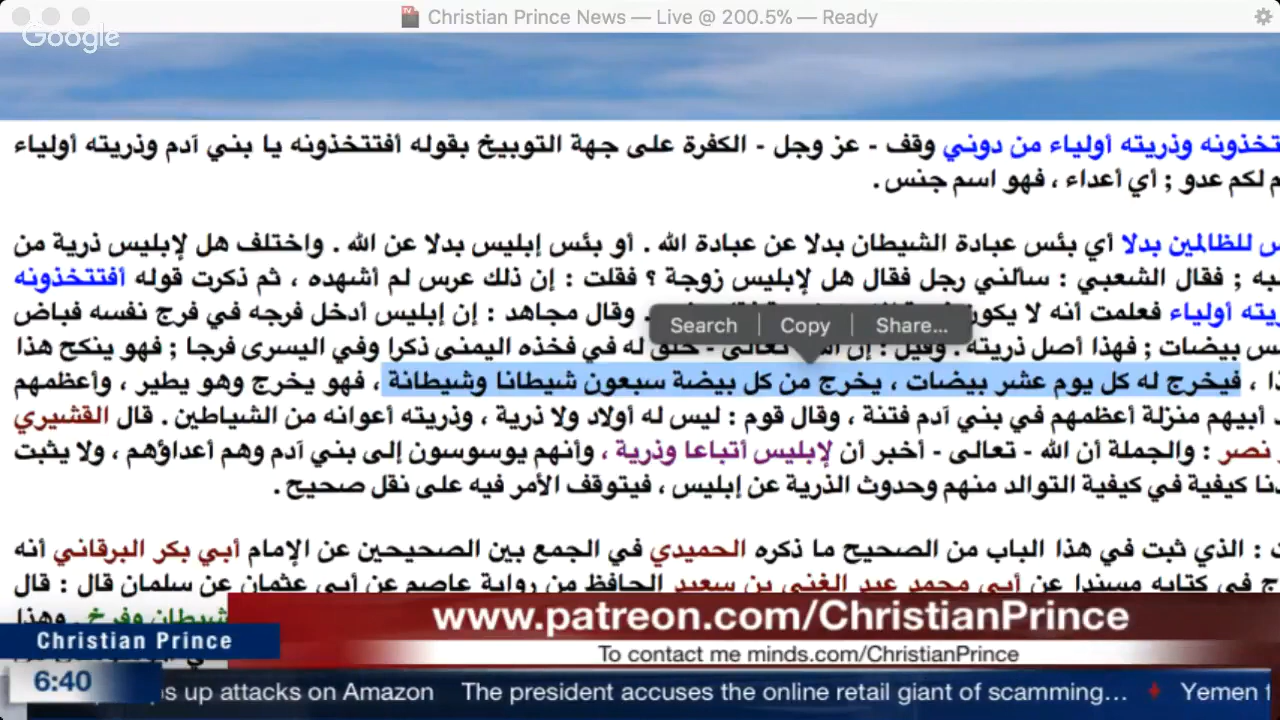 Christian Prince News — Live @ 200.5% — Ready
Google
تخذونه وذريته أولياء من دوني وقف - عز وجل - الكفرة على جهة التوبيخ بقوله أفتتخذونه يا بني آدم وذريته أولياء
م لكم عدو ; أي أعداء ، فهو اسم جنس .
س للظالمين بدلا أي بئس عبادة الشيطان بدلا عن عبادة الله . أو بئس إبليس بدلا عن الله . واختلف هل لإبليس ذرية من
به ; فقال الشعبي : سألني رجل فقال هل لإبليس زوجة ؟ فقلت : إن ذلك عرس لم أشهده ، ثم ذكرت قوله أفتتخذونه
يته أولياء فعلمت أنه لا يكون . وقال مجاهد : إن إبليس أدخل فرجه في فرج نفسه فباض
Search Copy Share...
س بيضات ; فهذا أصل ذريته . وقيل : إن الله تعالى - خلق له في فخذه اليمنى ذكرا وفي اليسرى فرجا ; فهو ينكح هذا
ذا ، فيخرج له كل يوم عشر بيضات ، يخرج من كل بيضة سبعون شيطانا وشيطانة ، فهو يخرج وهو يطير ، وأعظمهم
د أبيهم منزلة أعظمهم في بني آدم فتنة ، وقال قوم : ليس له أولاد ولا ذرية ، وذريته أعوانه من الشياطين . قال القشيري
نصر : والجملة أن الله - تعالى - أخبر أن لإبليس أتباعا وذرية ، وأنهم يوسوسون إلى بني آدم وهم أعداؤهم ، ولا يثبت
دنا كيفية في كيفية التوالد منهم وحدوث الذرية عن إبليس ، فيتوقف الأمر فيه على نقل صحيح .
ت : الذي ثبت في هذا الباب من الصحيح ما ذكره الحميدي في الجمع بين الصحيحين عن الإمام أبي بكر البرقاني أنه
ج في كتابه مسندا عن أبي محمد عبد الغني بن سعيد الحافظ من رواية عاصم عن أبي عثمان عن سلمان قال : قال
شيطان وفرخ . وهذا
www.patreon.com/ChristianPrince
Christian Prince
To contact me minds.com/ChristianPrince
6:40
ps up attacks on Amazon The president accuses the online retail giant of scamming... Yemen